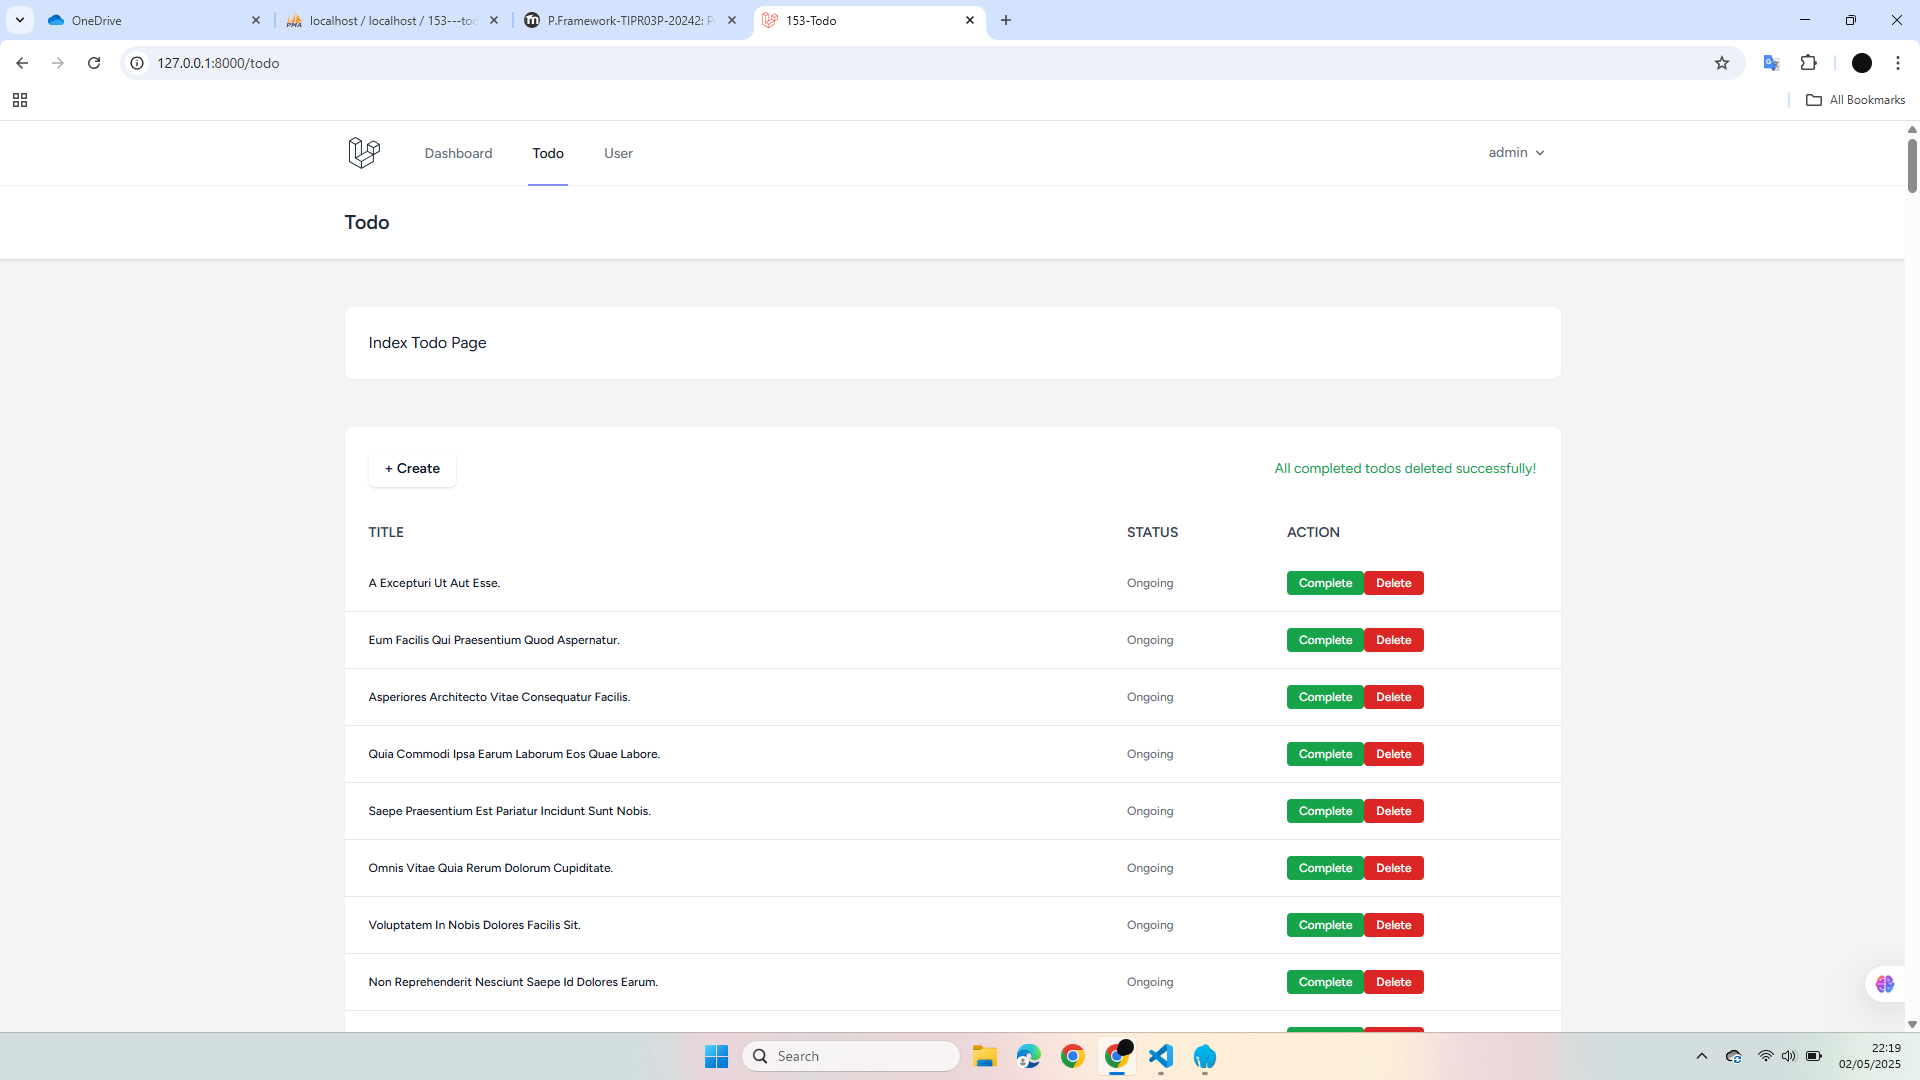 OneDrive
localhost / localhost / 153---tod
P.Framework-TIPR03P-20242: P
153-Todo
127.0.0.1:8000/todo
All Bookmarks
Dashboard
Todo
User
admin
Todo
Index Todo Page
+ Create
All completed todos deleted successfully!
TITLE STATUS ACTION
A Excepturi Ut Aut Esse. Ongoing Complete Delete
Eum Facilis Qui Praesentium Quod Aspernatur. Ongoing Complete Delete
Asperiores Architecto Vitae Consequatur Facilis. Ongoing Complete Delete
Quia Commodi Ipsa Earum Laborum Eos Quae Labore. Ongoing Complete Delete
Saepe Praesentium Est Pariatur Incidunt Sunt Nobis. Ongoing Complete Delete
Omnis Vitae Quia Rerum Dolorum Cupiditate. Ongoing Complete Delete
Voluptatem In Nobis Dolores Facilis Sit. Ongoing Complete Delete
Non Reprehenderit Nesciunt Saepe Id Dolores Earum. Ongoing Complete Delete
Search
22:19
02/05/2025